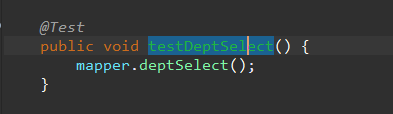 @Test
public void testDeptSelect() {
mapper.deptSelect();
}